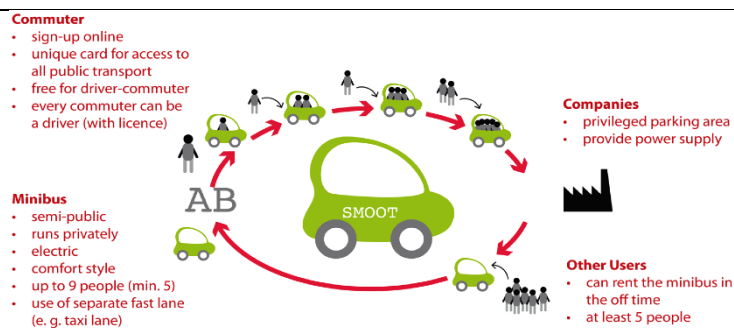 Commuter
• sign-up online
• unique card for access to
all public transport
• free for driver-commuter
• every commuter can be
a driver (with licence)
Companies
• privileged parking area
• provide power supply
Minibus
• semi-public
• runs privately
• electric
• comfort style
• up to 9 people (min. 5)
• use of separate fast lane
(e. g. taxi lane)
AB
SMOOT
Other Users
• can rent the minibus in
the off time
• at least 5 people